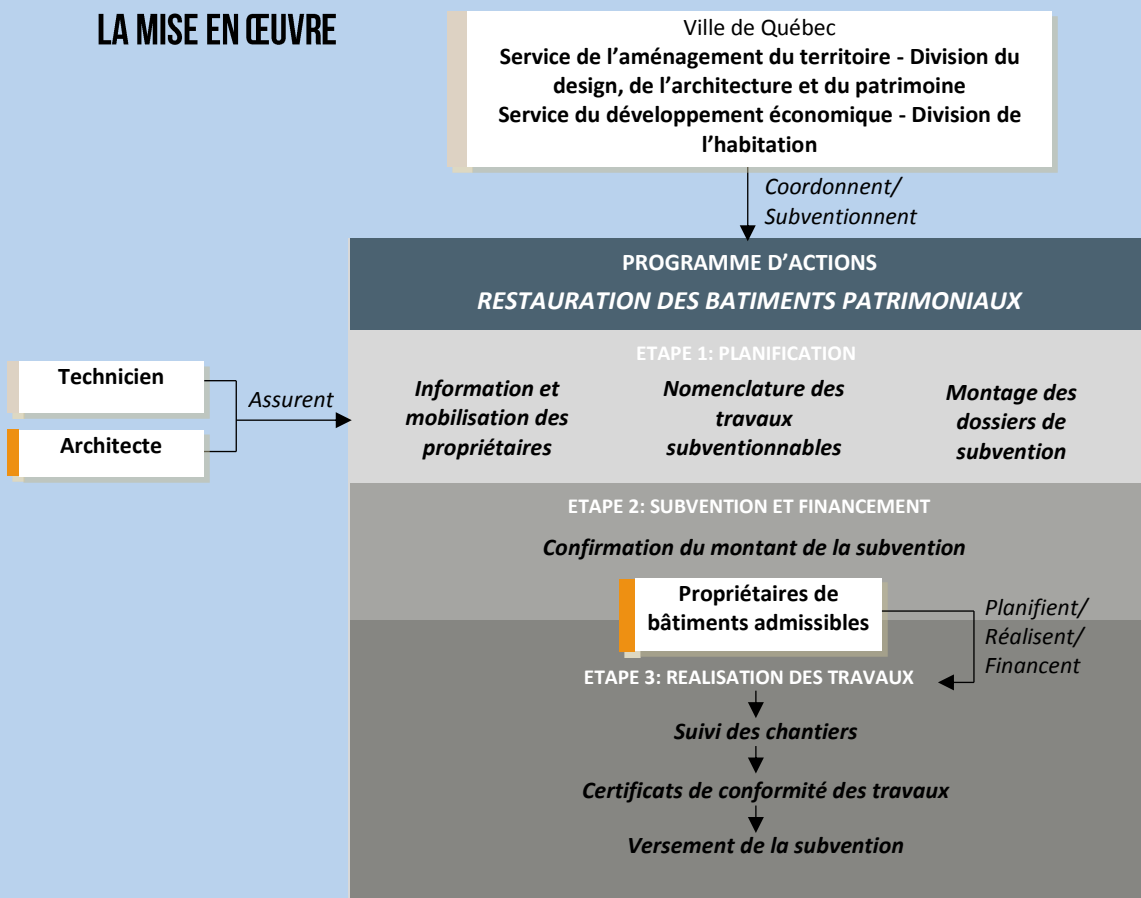 LA MISE EN ŒUVRE
Ville de Québec
Service de l’aménagement du territoire - Division du
design, de l’architecture et du patrimoine
Service du développement économique - Division de
l’habitation
Coordonnent/
Subventionnent
PROGRAMME D’ACTIONS
RESTAURATION DES BATIMENTS PATRIMONIAUX
ETAPE 1: PLANIFICATION
Technicien
Architecte
Assurent
Information et
mobilisation des
propriétaires
Nomenclature des
travaux
subventionnables
Montage des
dossiers de
subvention
ETAPE 2: SUBVENTION ET FINANCEMENT
Confirmation du montant de la subvention
Propriétaires de
bâtiments admissibles
Planifient/
Réalisent/
Financent
ETAPE 3: REALISATION DES TRAVAUX
Suivi des chantiers
Certificats de conformité des travaux
Versement de la subvention